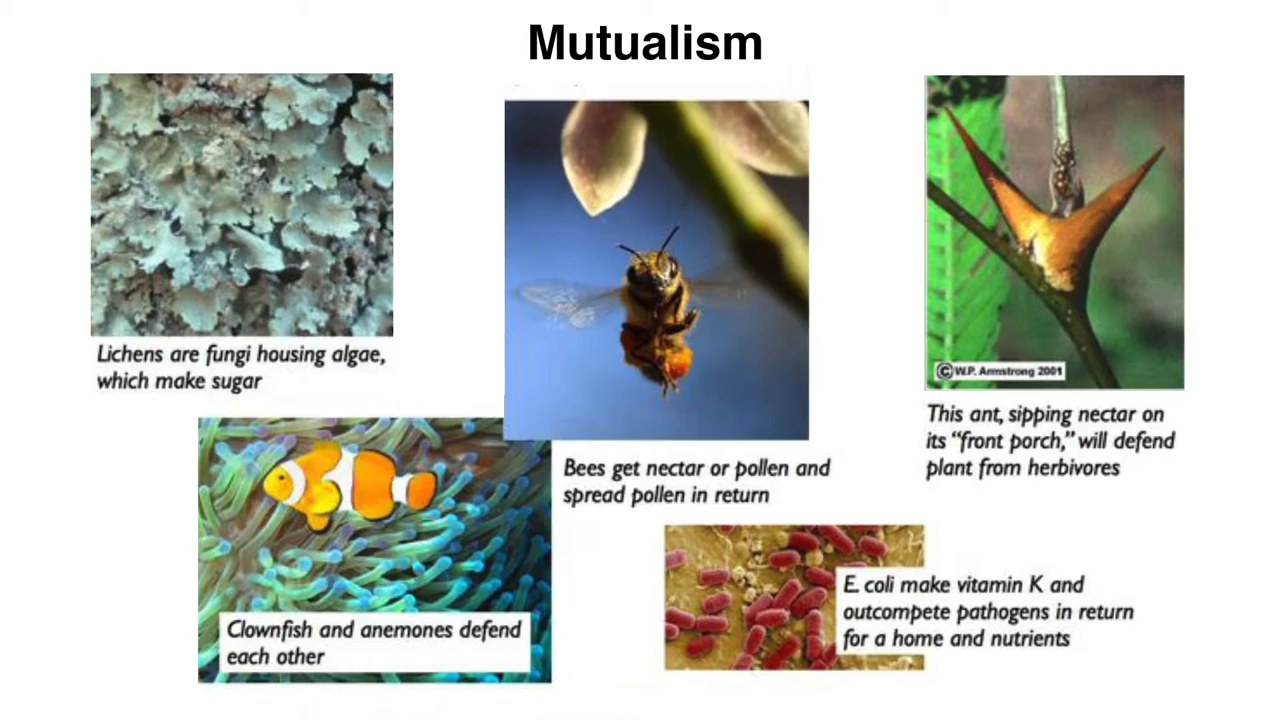 Mutualism
Lichens are fungi housing algae,
which make sugar
Bees get nectar or pollen and
spread pollen in return
©W.P. Armstrong 2001
This ant, sipping nectar on
its “front porch,” will defend
plant from herbivores
Clownfish and anemones defend
each other
E. coli make vitamin K and
outcompete pathogens in return
for a home and nutrients